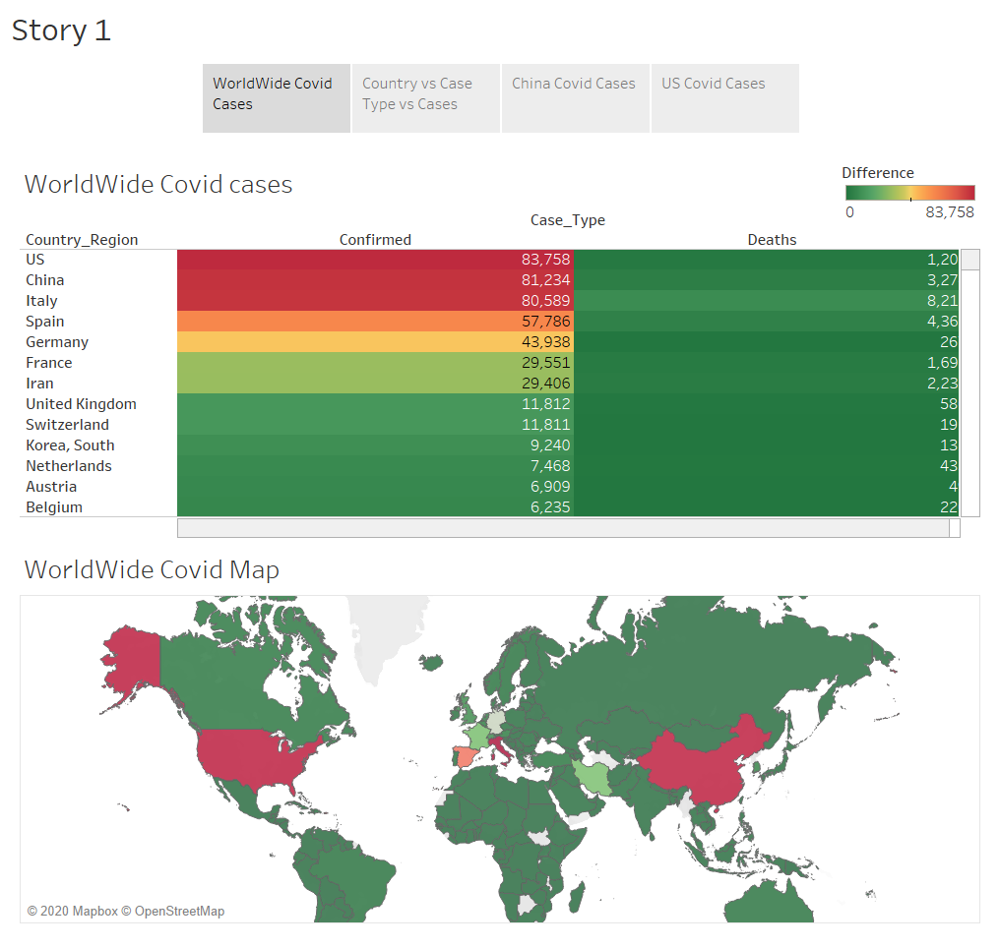 Story 1
WorldWide Covid Cases
Country vs Case Type vs Cases
China Covid Cases
US Covid Cases
WorldWide Covid cases
Difference
0 83,758
Case_Type
Country_Region Confirmed Deaths
US 83,758 1,20
China 81,234 3,27
Italy 80,589 8,21
Spain 57,786 4,36
Germany 43,938 26
France 29,551 1,69
Iran 29,406 2,23
United Kingdom 11,812 58
Switzerland 11,811 19
Korea, South 9,240 13
Netherlands 7,468 43
Austria 6,909 4
Belgium 6,235 22
WorldWide Covid Map
© 2020 Mapbox © OpenStreetMap